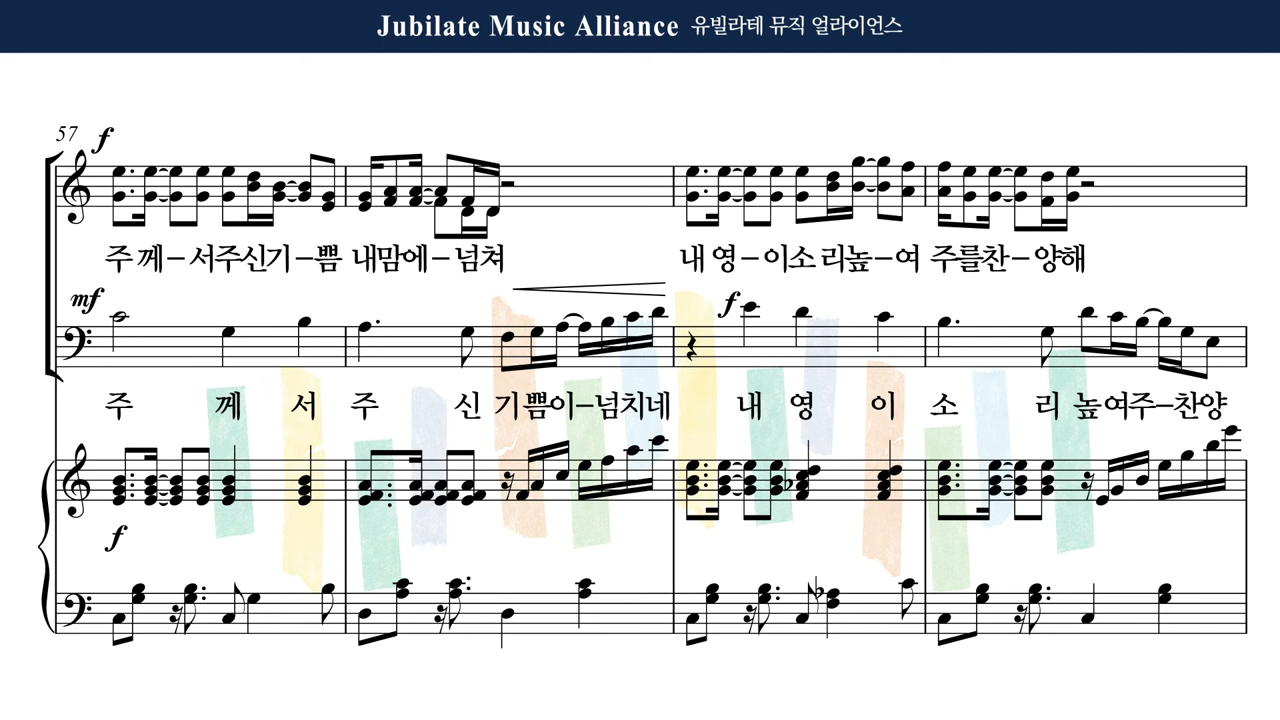 Jubilate Music Alliance 유빌라테 뮤직 얼라이언스
57 f
주 께－서주신기－쁨 내맘에－넘쳐 내 영－이소 리높－여 주를찬－양해
mf f
주 께 서 주 신 기쁨이－넘치네 내 영 이 소 리 높여주－찬양
f